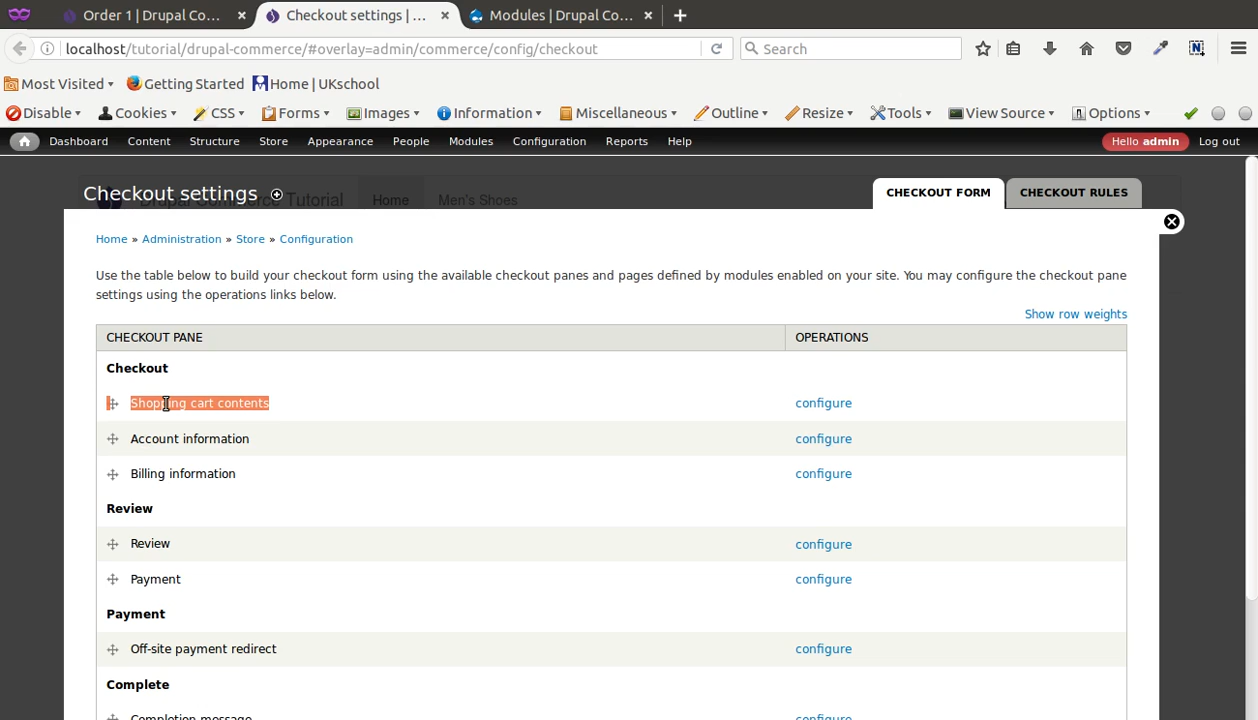 Order 1 | Drupal Co...
Checkout settings | ...
Modules | Drupal Co...
localhost/tutorial/drupal-commerce/#overlay=admin/commerce/config/checkout
Search
Most Visited
Getting Started
Home | UKschool
Disable
Cookies
CSS
Forms
Images
Information
Miscellaneous
Outline
Resize
Tools
View Source
Options
Dashboard
Content
Structure
Store
Appearance
People
Modules
Configuration
Reports
Help
Hello admin
Log out
Drupal Commerce Tutorial
Home
Men's Shoes
Checkout settings
CHECKOUT FORM
CHECKOUT RULES
Home » Administration » Store » Configuration
Use the table below to build your checkout form using the available checkout panes and pages defined by modules enabled on your site. You may configure the checkout pane
settings using the operations links below.
Show row weights
CHECKOUT PANE
OPERATIONS
Checkout
Shopping cart contents
configure
Account information
configure
Billing information
configure
Review
Review
configure
Payment
configure
Payment
Off-site payment redirect
configure
Complete
Completion message
configure